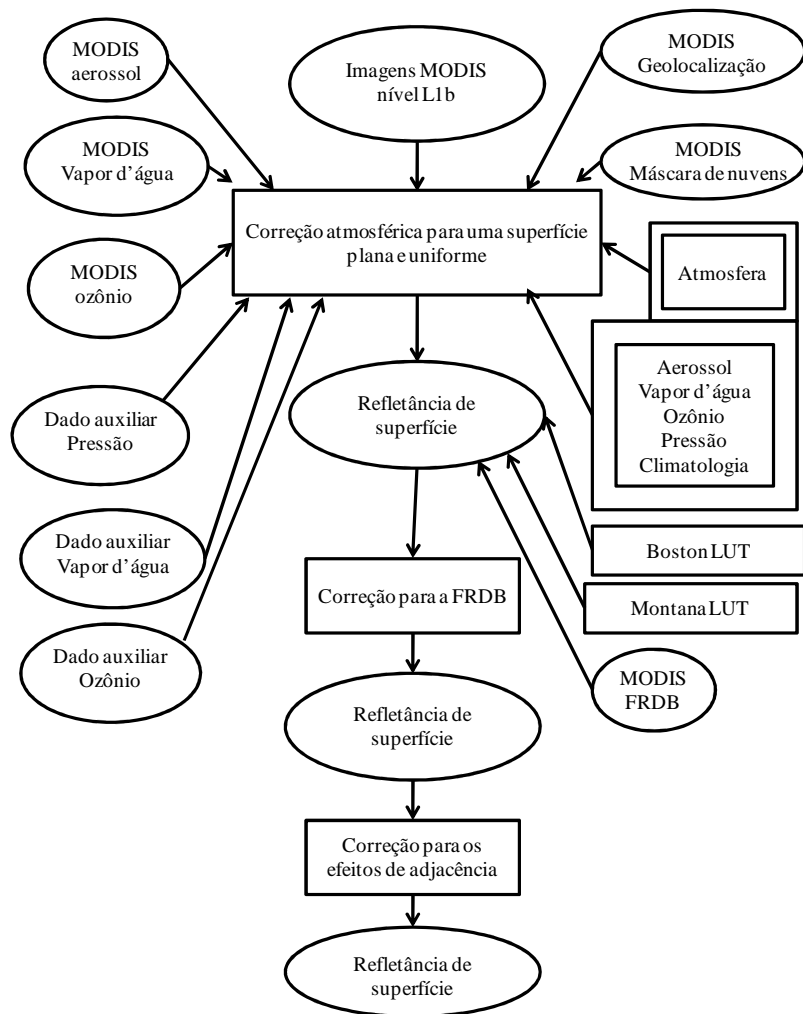 MODIS
aerossol
Imagens MODIS
nível L1b
MODIS
Geolocalização
MODIS
Vapor d'água
MODIS
Máscara de nuvens
Correção atmosférica para uma superfície
plana e uniforme
MODIS
ozônio
Atmosfera
Aerossol
Vapor d'água
Ozônio
Pressão
Climatologia
Refletância de
superfície
Dado auxiliar
Pressão
Dado auxiliar
Vapor d'água
Boston LUT
Correção para a FRDB
Montana LUT
Dado auxiliar
Ozônio
MODIS
FRDB
Refletância de
superfície
Correção para os
efeitos de adjacência
Refletância de
superfície